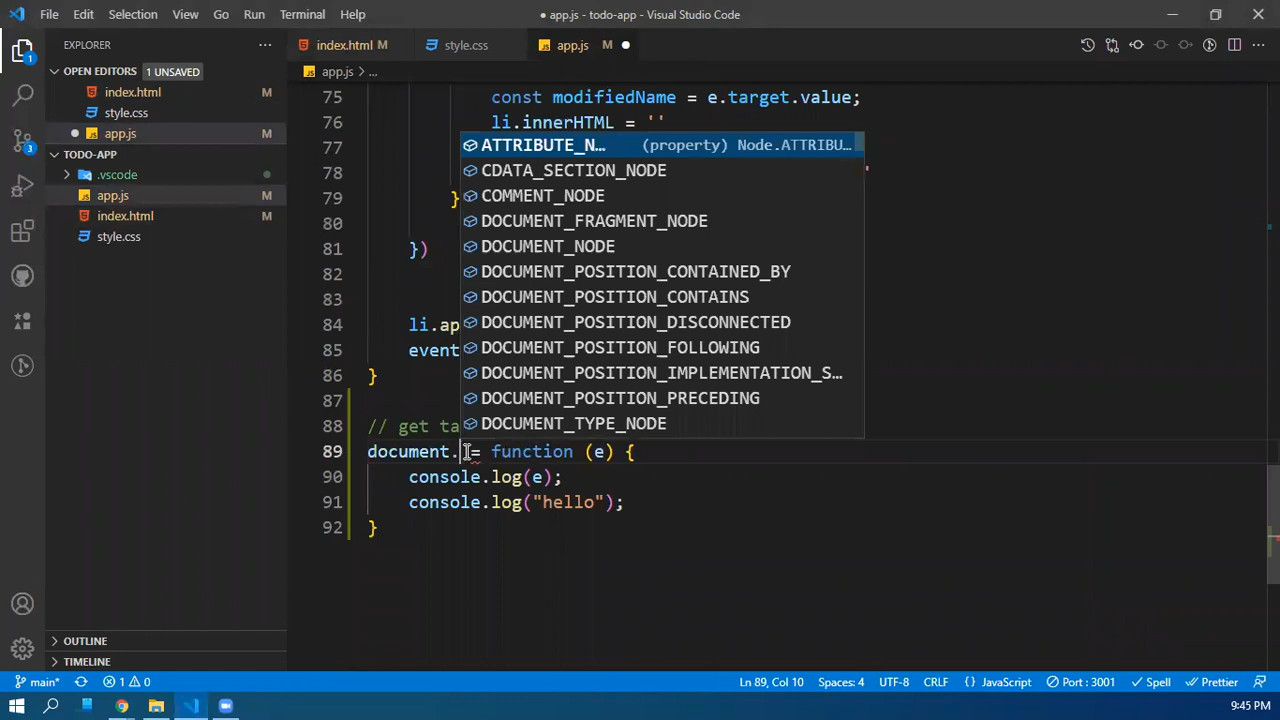 File Edit Selection View Go Run Terminal Help
● app.js - todo-app - Visual Studio Code
EXPLORER
index.html M
style.css
app.js M
OPEN EDITORS 1 UNSAVED
index.html M
style.css
app.js M
TODO-APP
.vscode
app.js M
index.html M
style.css
OUTLINE
TIMELINE
1
3
app.js > ...
75 const modifiedName = e.target.value;
76 li.innerHTML = ''
77
78 '
79 }
80
81 })
82
83
84 li.ap
85 event
86 }
87
88 // get ta
89 document. = function (e) {
90 console.log(e);
91 console.log("hello");
92 }
ATTRIBUTE_N... (property) Node.ATTRIBU...
CDATA_SECTION_NODE
COMMENT_NODE
DOCUMENT_FRAGMENT_NODE
DOCUMENT_NODE
DOCUMENT_POSITION_CONTAINED_BY
DOCUMENT_POSITION_CONTAINS
DOCUMENT_POSITION_DISCONNECTED
DOCUMENT_POSITION_FOLLOWING
DOCUMENT_POSITION_IMPLEMENTATION_S...
DOCUMENT_POSITION_PRECEDING
DOCUMENT_TYPE_NODE
main* 1 0 Ln 89, Col 10 Spaces: 4 UTF-8 CRLF {} JavaScript Port : 3001 Spell Prettier
9:45 PM